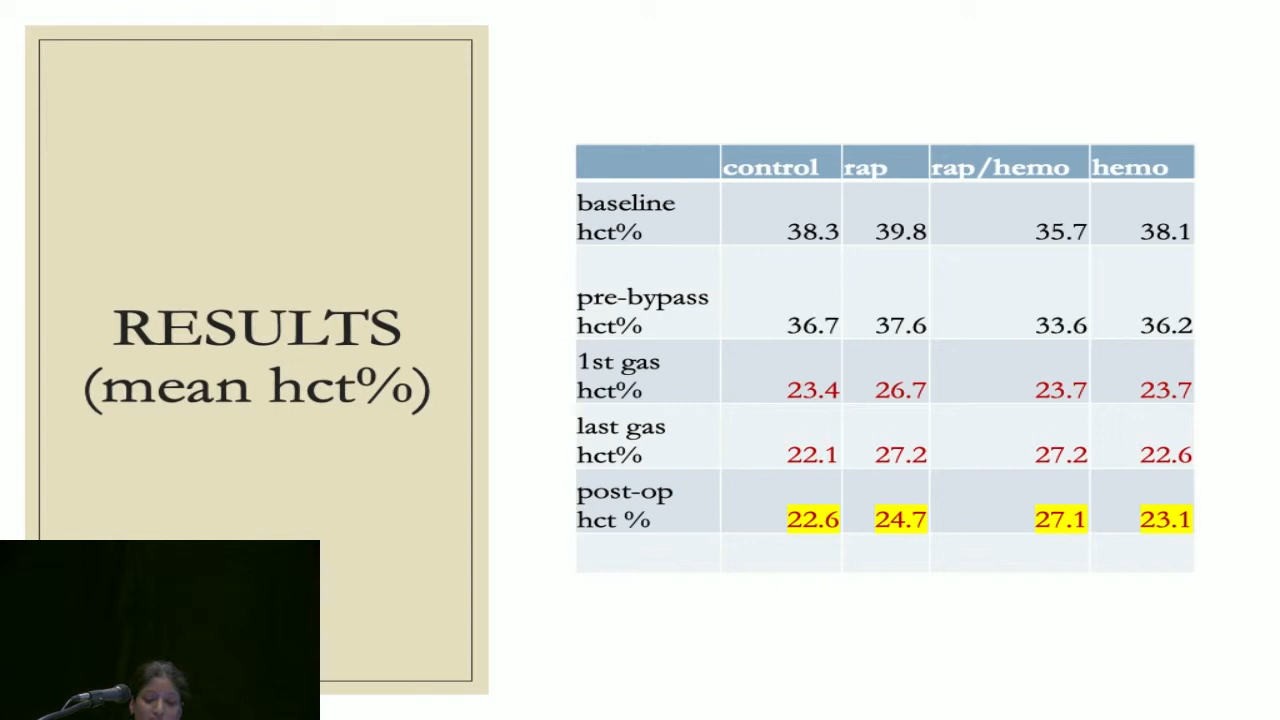 RESULTS
(mean hct%)
control rap rap/hemo hemo
baseline
hct% 38.3 39.8 35.7 38.1
pre-bypass
hct% 36.7 37.6 33.6 36.2
1st gas
hct% 23.4 26.7 23.7 23.7
last gas
hct% 22.1 27.2 27.2 22.6
post-op
hct % 22.6 24.7 27.1 23.1